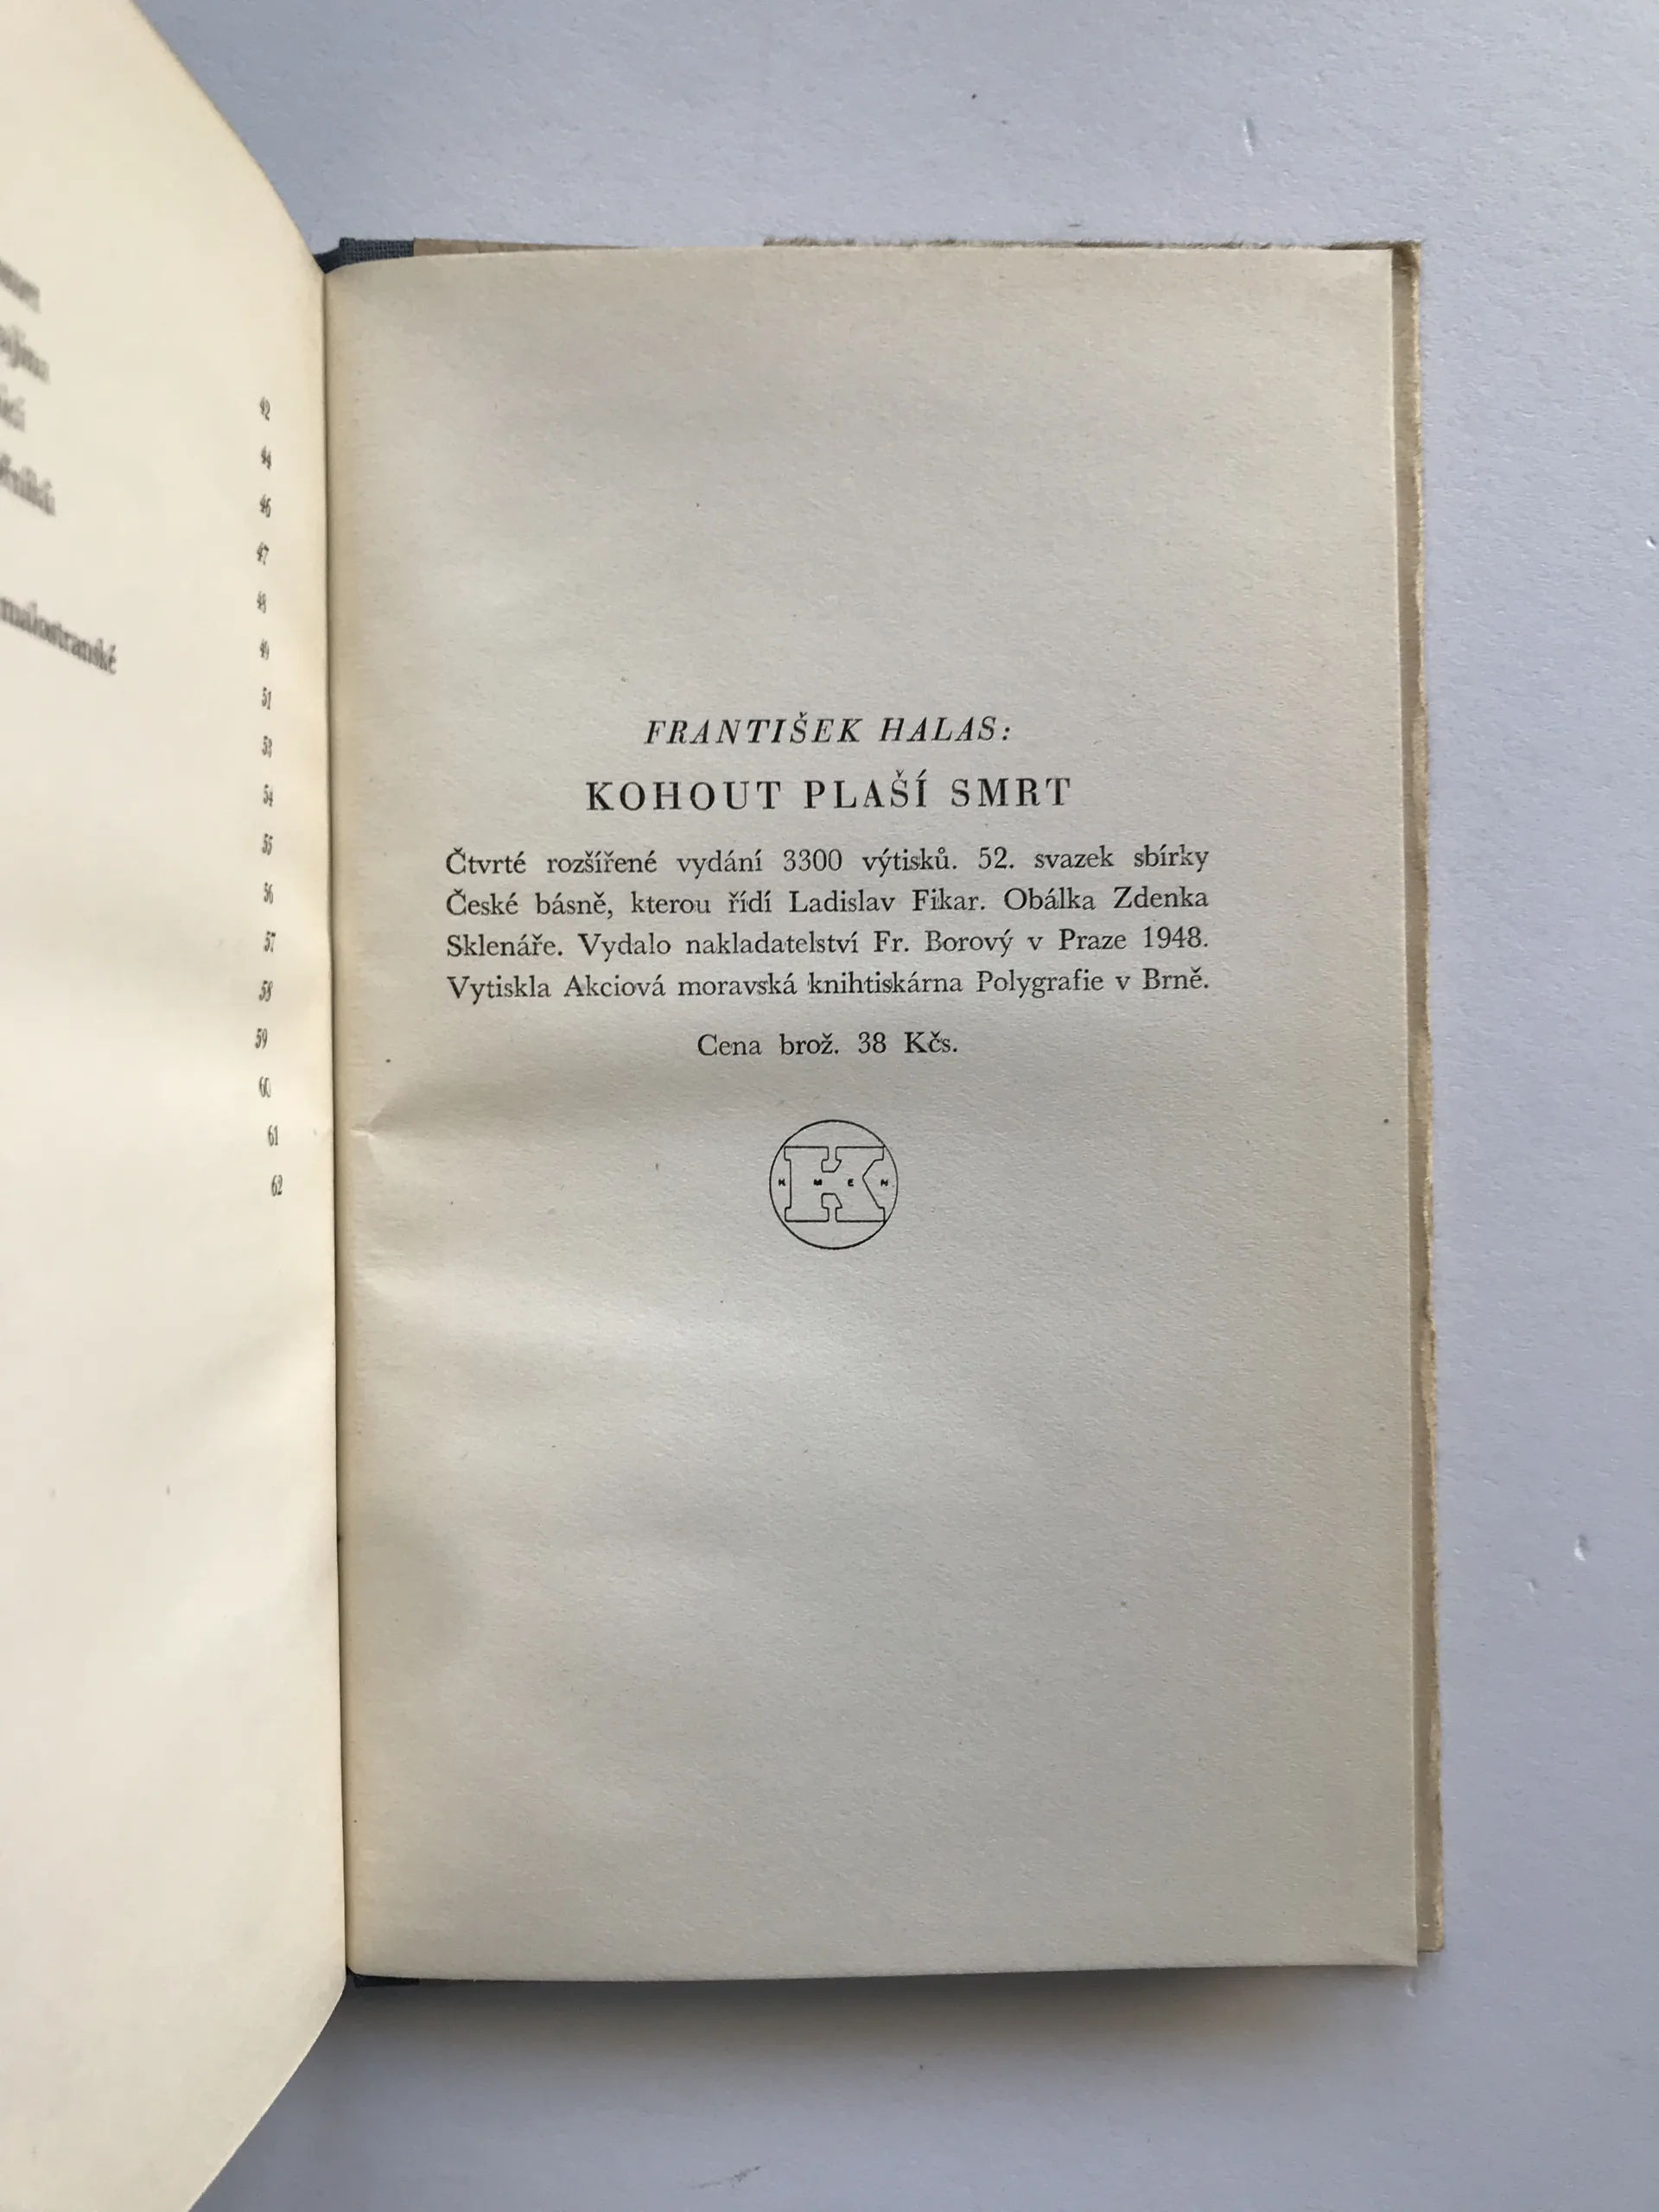 malostranské
42
44
46
47
48
49
51
53
54
55
56
57
58
59
60
61
62
FRANTIŠEK HALAS:
KOHOUT PLAŠÍ SMRT
Čtvrté rozšířené vydání 3300 výtisků. 52. svazek sbírky
České básně, kterou řídí Ladislav Fikar. Obálka Zdenka
Sklenáře. Vydalo nakladatelství Fr. Borový v Praze 1948.
Vytiskla Akciová moravská knihtiskárna Polygrafie v Brně.
Cena brož. 38 Kčs.
K M E N